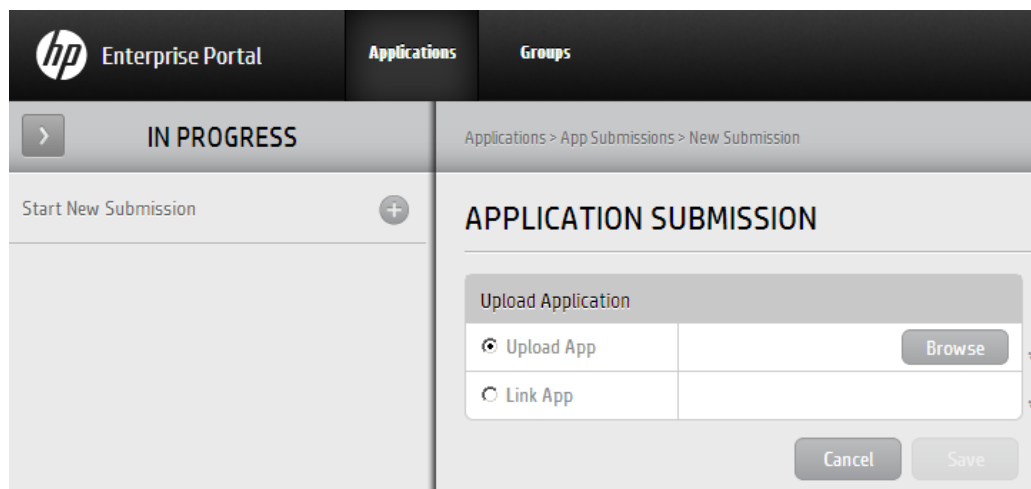 hp Enterprise Portal Applications Groups
IN PROGRESS
Applications > App Submissions > New Submission
Start New Submission
APPLICATION SUBMISSION
Upload Application
Upload App Browse
Link App
Cancel Save